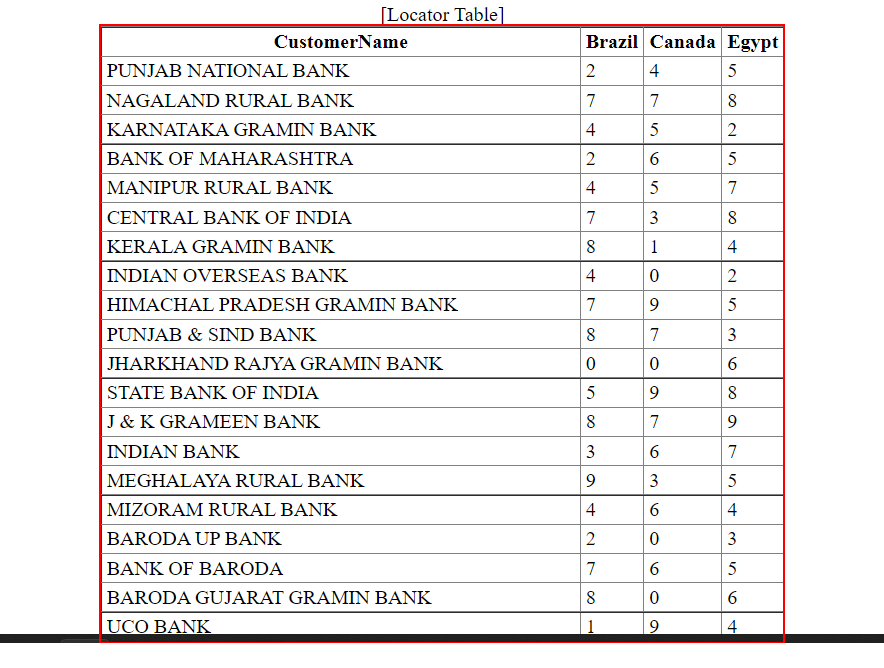 [Locator Table]
CustomerName Brazil Canada Egypt
PUNJAB NATIONAL BANK 2 4 5
NAGALAND RURAL BANK 7 7 8
KARNATAKA GRAMIN BANK 4 5 2
BANK OF MAHARASHTRA 2 6 5
MANIPUR RURAL BANK 4 5 7
CENTRAL BANK OF INDIA 7 3 8
KERALA GRAMIN BANK 8 1 4
INDIAN OVERSEAS BANK 4 0 2
HIMACHAL PRADESH GRAMIN BANK 7 9 5
PUNJAB & SIND BANK 8 7 3
JHARKHAND RAJYA GRAMIN BANK 0 0 6
STATE BANK OF INDIA 5 9 8
J & K GRAMEEN BANK 8 7 9
INDIAN BANK 3 6 7
MEGHALAYA RURAL BANK 9 3 5
MIZORAM RURAL BANK 4 6 4
BARODA UP BANK 2 0 3
BANK OF BARODA 7 6 5
BARODA GUJARAT GRAMIN BANK 8 0 6
UCO BANK 1 9 4